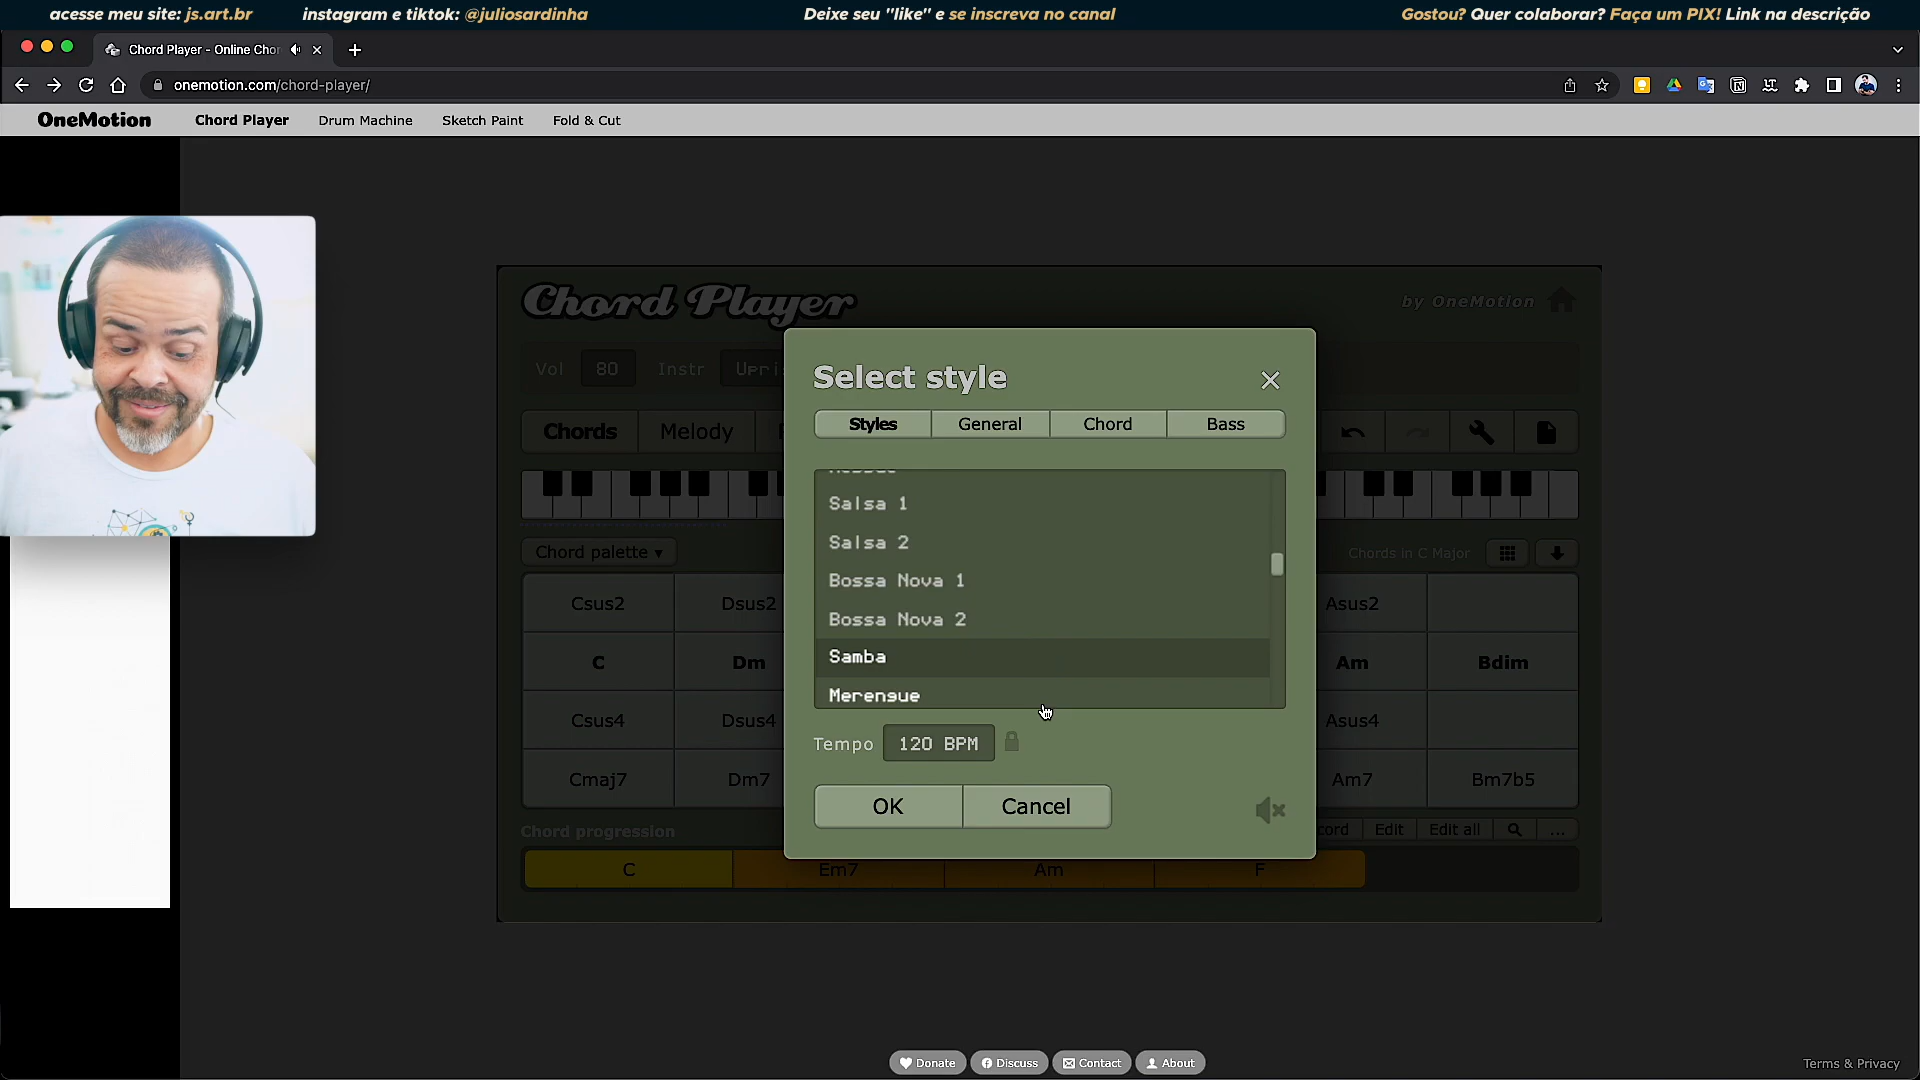 acesse meu site: js.art.br
instagram e tiktok: @juliosardinha
Deixe seu "like" e se inscreva no canal
Gostou? Quer colaborar? Faça um PIX! Link na descrição
Chord Player - Online Chor
onemotion.com/chord-player/
OneMotion
Chord Player
Drum Machine
Sketch Paint
Fold & Cut
Chord Player
by OneMotion
Vol 80 Instr Upri
Select style
Styles General Chord Bass
Chords Melody
Salsa 1
Salsa 2
Bossa Nova 1
Bossa Nova 2
Samba
Merengue
Chord palette
Chords in C Major
Csus2 Dsus2 Asus2
C Dm Am Bdim
Csus4 Dsus4 Asus4
Cmaj7 Dm7 Am7 Bm7b5
Tempo 120 BPM
OK Cancel
Chord progression
cord Edit Edit all ...
C Em7 Am F
Donate Discuss Contact About
Terms & Privacy